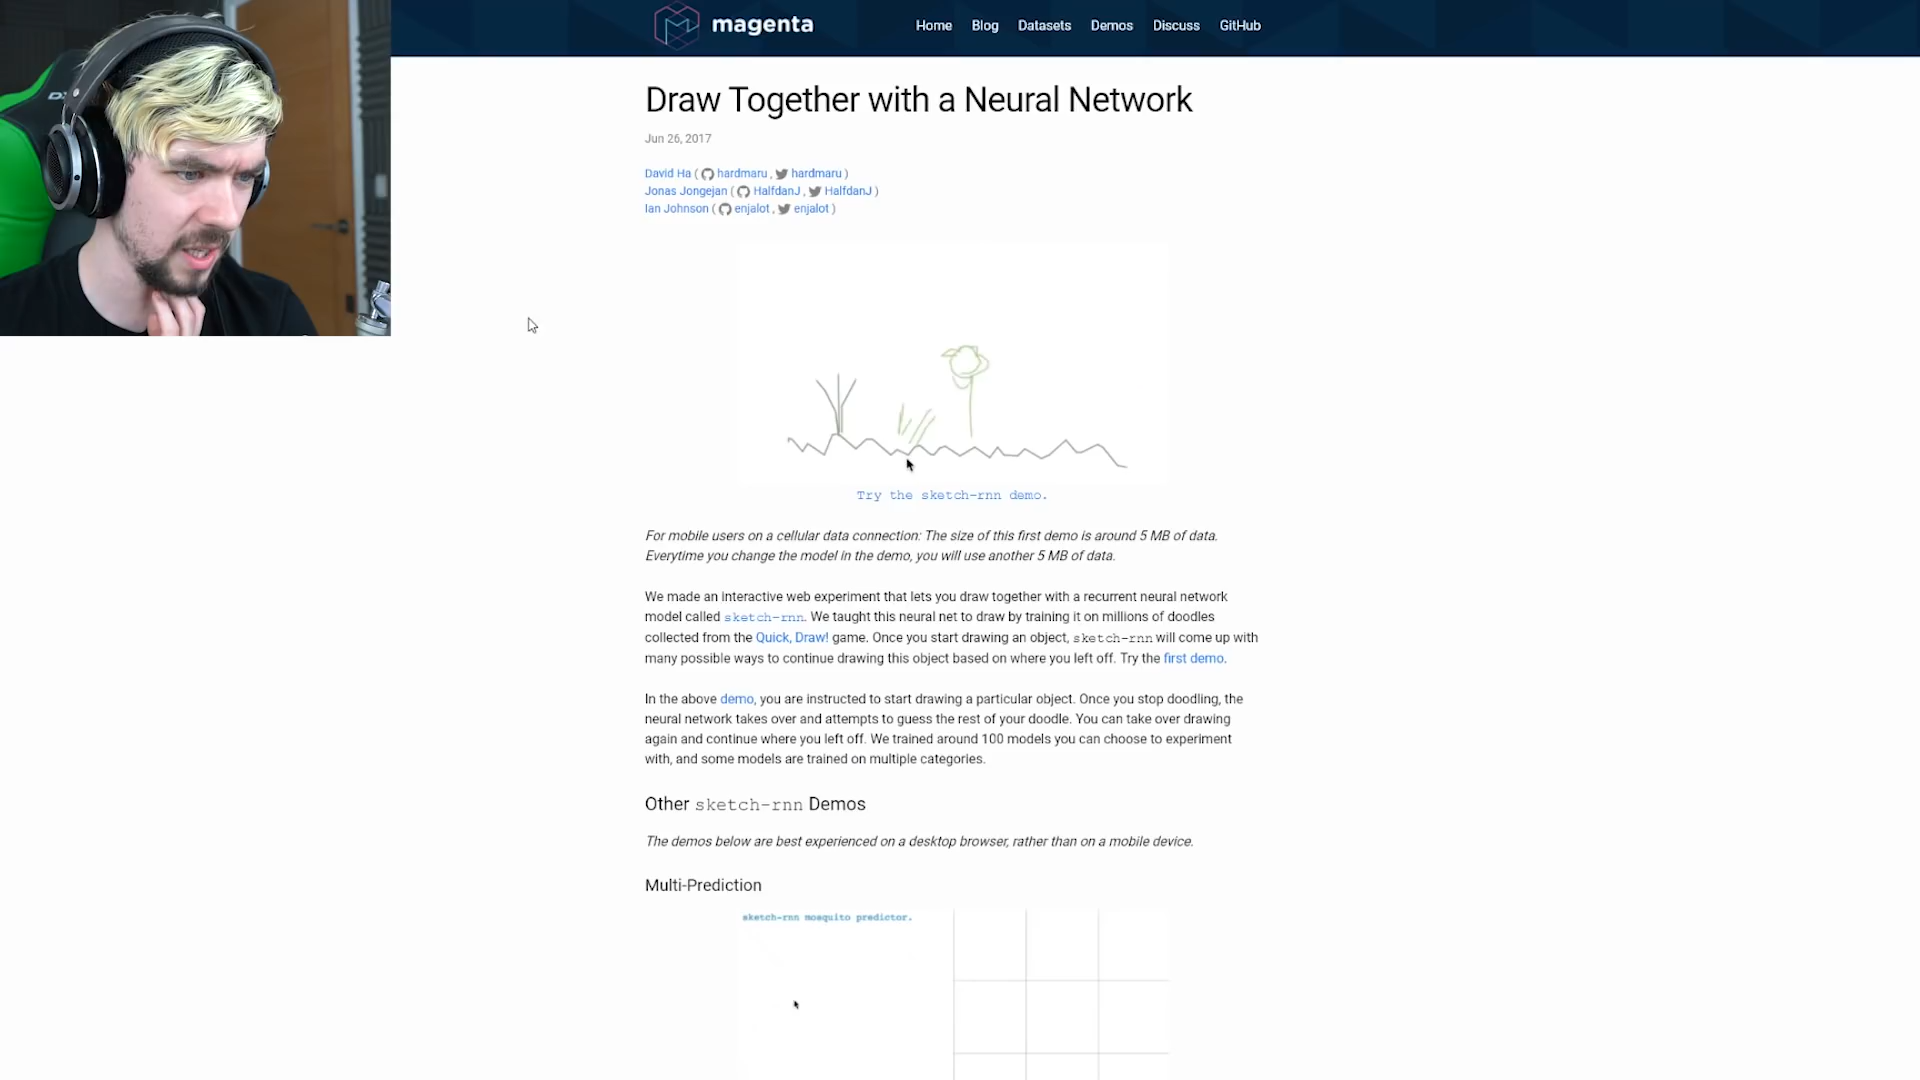 magenta
Home Blog Datasets Demos Discuss GitHub
Draw Together with a Neural Network
Jun 26, 2017
David Ha ( hardmaru , hardmaru )
Jonas Jongejan ( HalfdanJ , HalfdanJ )
Ian Johnson ( enjalot , enjalot )
Try the sketch-rnn demo.
For mobile users on a cellular data connection: The size of this first demo is around 5 MB of data.
Everytime you change the model in the demo, you will use another 5 MB of data.
We made an interactive web experiment that lets you draw together with a recurrent neural network
model called sketch-rnn. We taught this neural net to draw by training it on millions of doodles
collected from the Quick, Draw! game. Once you start drawing an object, sketch-rnn will come up with
many possible ways to continue drawing this object based on where you left off. Try the first demo.
In the above demo, you are instructed to start drawing a particular object. Once you stop doodling, the
neural network takes over and attempts to guess the rest of your doodle. You can take over drawing
again and continue where you left off. We trained around 100 models you can choose to experiment
with, and some models are trained on multiple categories.
Other sketch-rnn Demos
The demos below are best experienced on a desktop browser, rather than on a mobile device.
Multi-Prediction
sketch-rnn mosquito predictor.